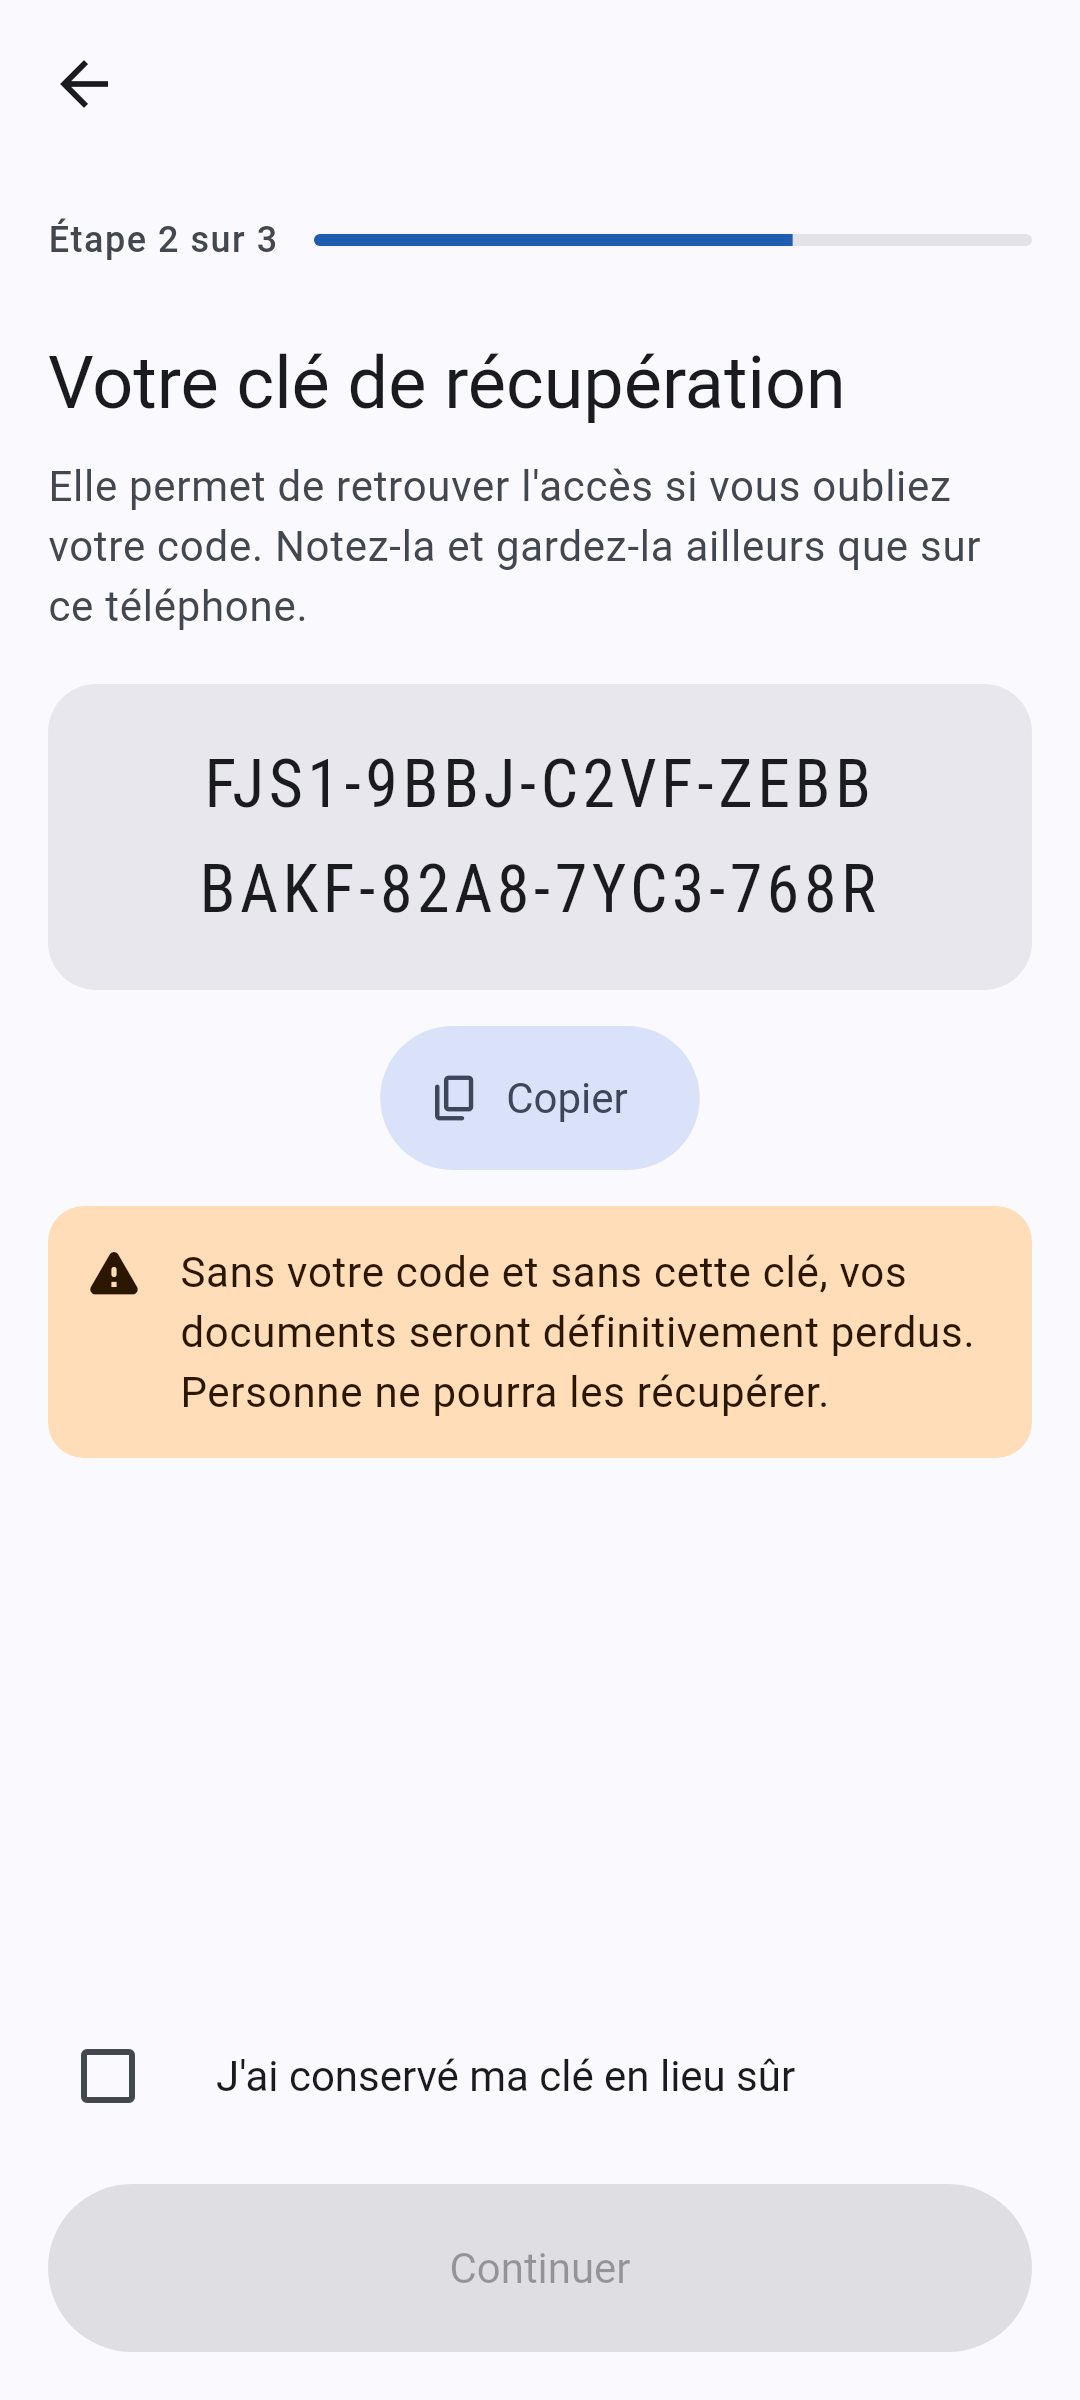 Étape 2 sur 3
Votre clé de récupération
Elle permet de retrouver l'accès si vous oubliez
votre code. Notez-la et gardez-la ailleurs que sur
ce téléphone.
FJS1-9BBJ-C2VF-ZEBB
BAKF-82A8-7YC3-768R
Copier
Sans votre code et sans cette clé, vos
documents seront définitivement perdus.
Personne ne pourra les récupérer.
J'ai conservé ma clé en lieu sûr
Continuer